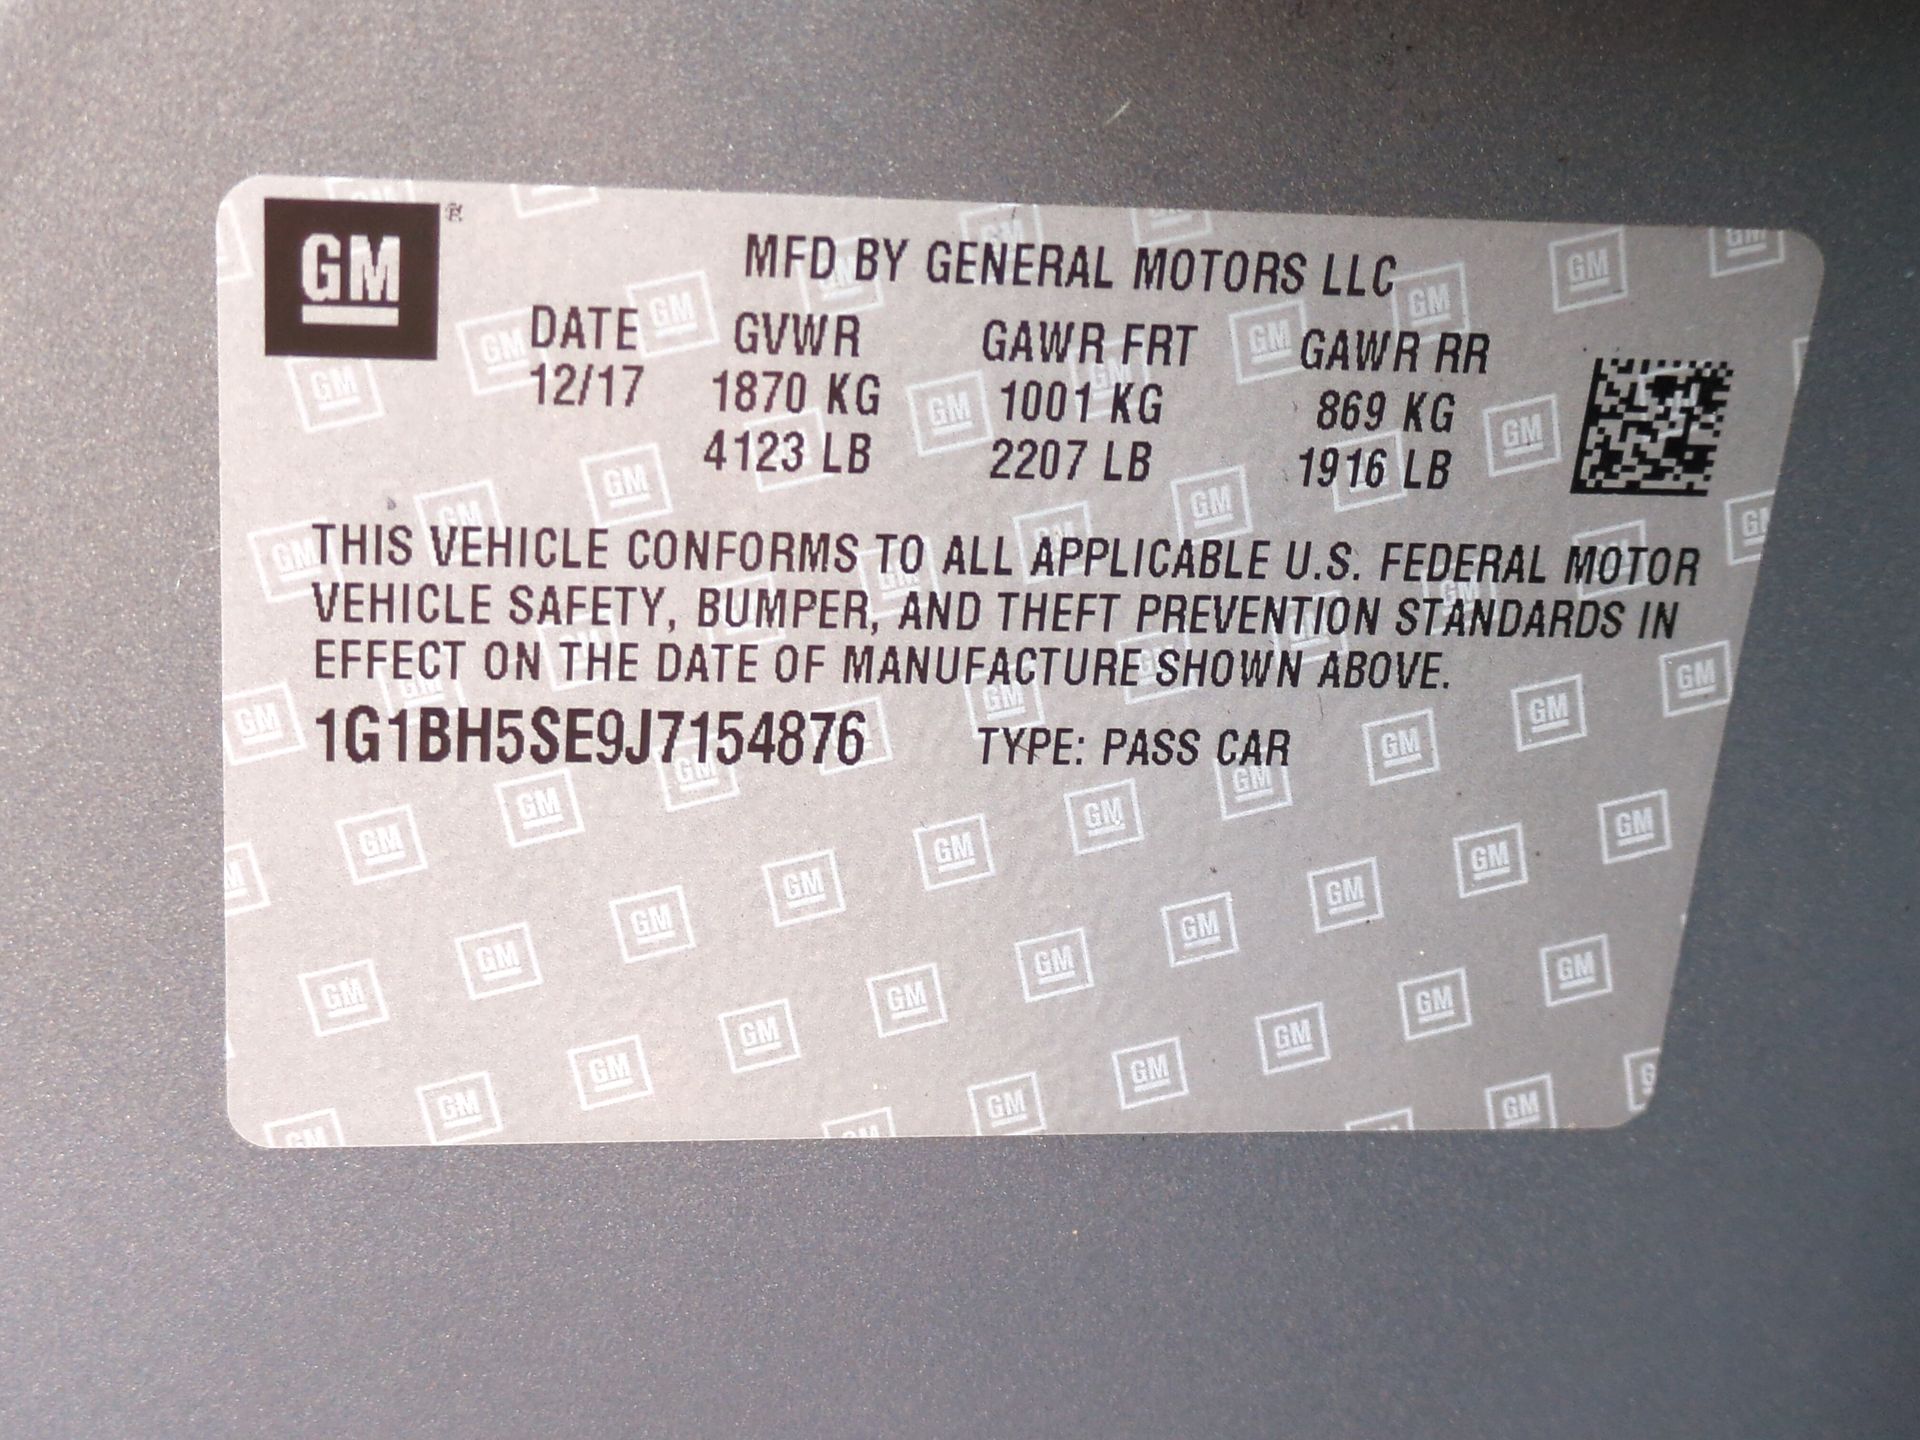 GM ®
MFD BY GENERAL MOTORS LLC
DATE GVWR GAWR FRT GAWR RR
12/17 1870 KG 1001 KG 869 KG
4123 LB 2207 LB 1916 LB
THIS VEHICLE CONFORMS TO ALL APPLICABLE U.S. FEDERAL MOTOR
VEHICLE SAFETY, BUMPER, AND THEFT PREVENTION STANDARDS IN
EFFECT ON THE DATE OF MANUFACTURE SHOWN ABOVE.
1G1BH5SE9J7154876 TYPE: PASS CAR